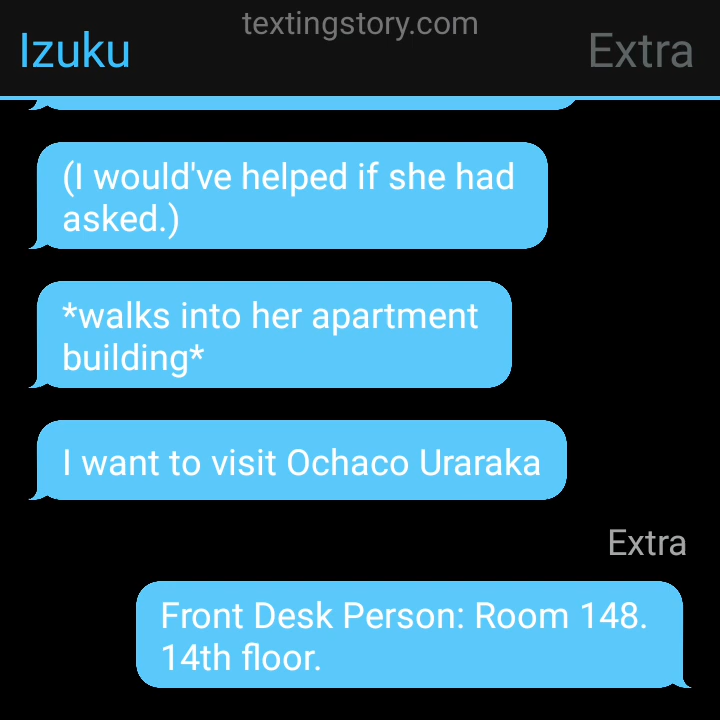 textingstory.com
Izuku
Extra
(I would've helped if she had
asked.)
*walks into her apartment
building*
I want to visit Ochaco Uraraka
Extra
Front Desk Person: Room 148.
14th floor.